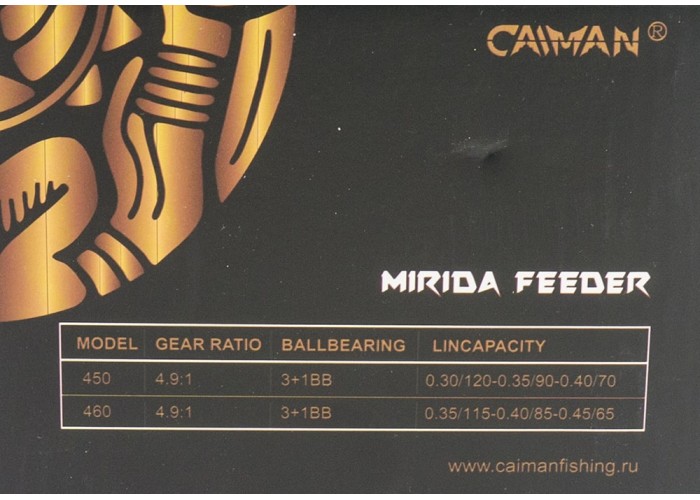 CAIMAN®
MIRIDA FEEDER
MODEL GEAR RATIO BALLBEARING LINCAPACITY
450 4.9:1 3+1BB 0.30/120-0.35/90-0.40/70
460 4.9:1 3+1BB 0.35/115-0.40/85-0.45/65
www.caimanfishing.ru